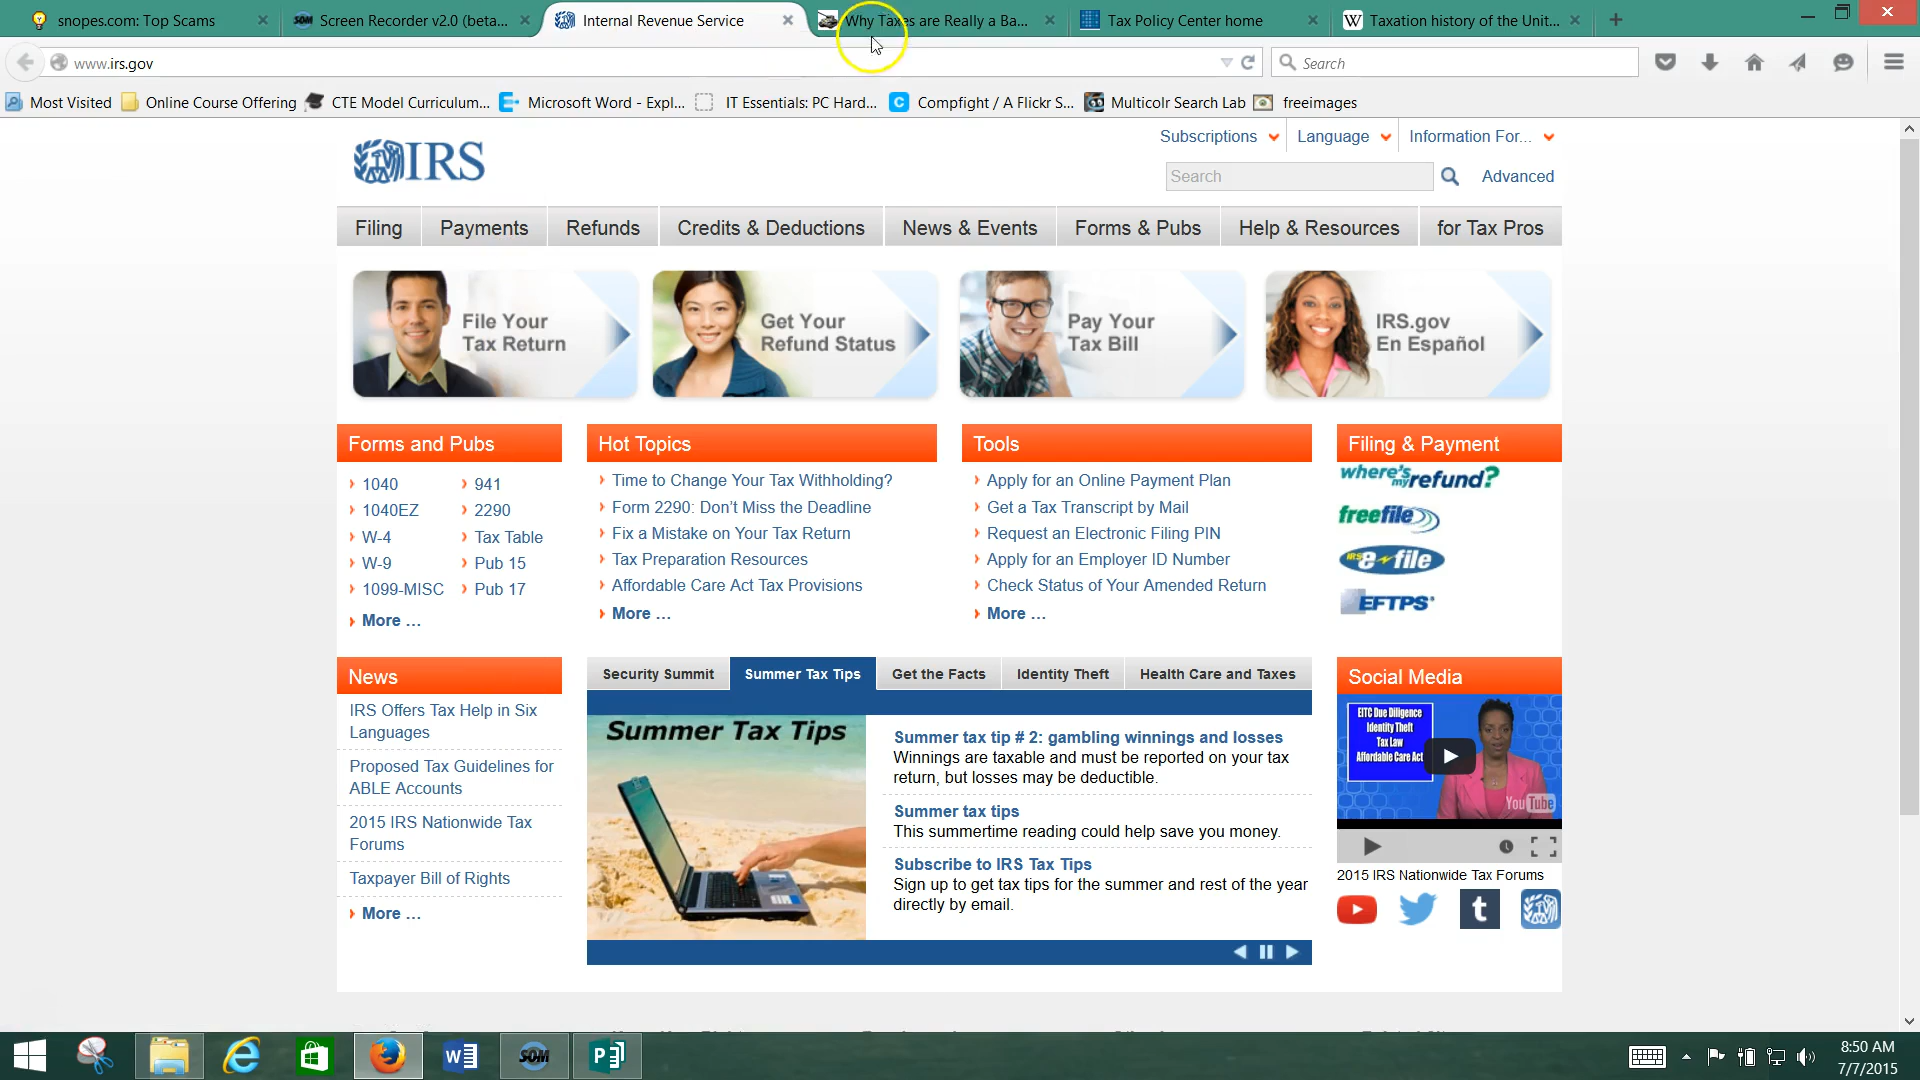 snopes.com: Top Scams
Screen Recorder v2.0 (beta...
Internal Revenue Service
Why Taxes are Really a Ba...
Tax Policy Center home
Taxation history of the Unit...
www.irs.gov
Search
Most Visited
Online Course Offering
CTE Model Curriculum...
Microsoft Word - Expl...
IT Essentials: PC Hard...
Compfight / A Flickr S...
Multicolr Search Lab
freeimages
IRS
Subscriptions
Language
Information For...
Search
Advanced
Filing
Payments
Refunds
Credits & Deductions
News & Events
Forms & Pubs
Help & Resources
for Tax Pros
File Your
Tax Return
Get Your
Refund Status
Pay Your
Tax Bill
IRS.gov
En Español
Forms and Pubs
1040
941
1040EZ
2290
W-4
Tax Table
W-9
Pub 15
1099-MISC
Pub 17
More ...
Hot Topics
Time to Change Your Tax Withholding?
Form 2290: Don't Miss the Deadline
Fix a Mistake on Your Tax Return
Tax Preparation Resources
Affordable Care Act Tax Provisions
More ...
Tools
Apply for an Online Payment Plan
Get a Tax Transcript by Mail
Request an Electronic Filing PIN
Apply for an Employer ID Number
Check Status of Your Amended Return
More ...
Filing & Payment
where's my refund?
freefile
IRS e-file
EFTPS
News
IRS Offers Tax Help in Six
Languages
Proposed Tax Guidelines for
ABLE Accounts
2015 IRS Nationwide Tax
Forums
Taxpayer Bill of Rights
More ...
Security Summit
Summer Tax Tips
Get the Facts
Identity Theft
Health Care and Taxes
Summer Tax Tips
Summer tax tip # 2: gambling winnings and losses
Winnings are taxable and must be reported on your tax
return, but losses may be deductible.
Summer tax tips
This summertime reading could help save you money.
Subscribe to IRS Tax Tips
Sign up to get tax tips for the summer and rest of the year
directly by email.
Social Media
EITC Due Diligence
Identity Theft
Tax Law
Affordable Care Act
YouTube
2015 IRS Nationwide Tax Forums
SOM
8:50 AM
7/7/2015